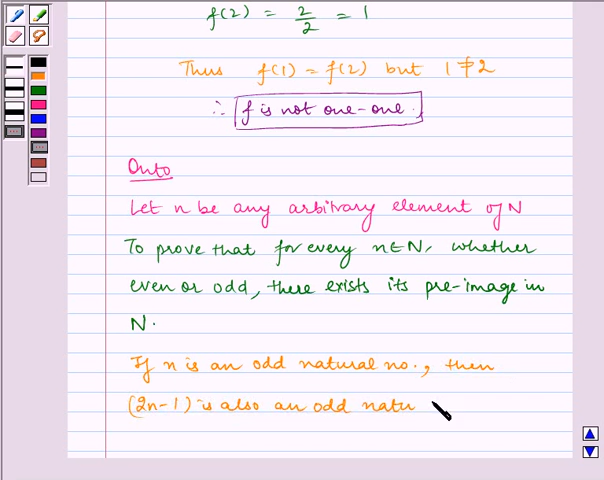 f(2) = 2/2 = 1
Thus f(1) = f(2) but 1 ≠ 2
∴ f is not one-one.
Onto
Let n be any arbitrary element of N
To prove that for every n ∈ N, whether
even or odd, there exists its pre-image in
N.
If n is an odd natural no., then
(2n-1) is also an odd natu